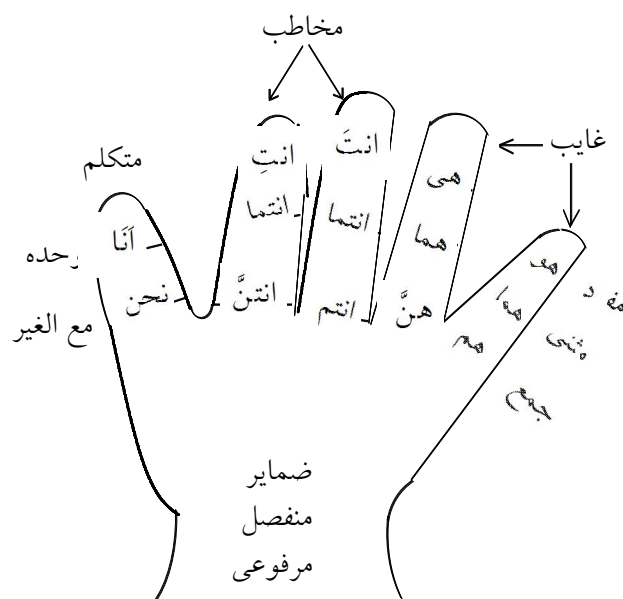 مخاطب
غایب
متکلم
هو
هما
هم
مثنی
جمع
هی
هما
هنَّ
انتَ
انتما
انتم
انتِ
انتما
انتنَّ
اَنَا
نحن
وحده
مع الغیر
ضمایر
منفصل
مرفوعی